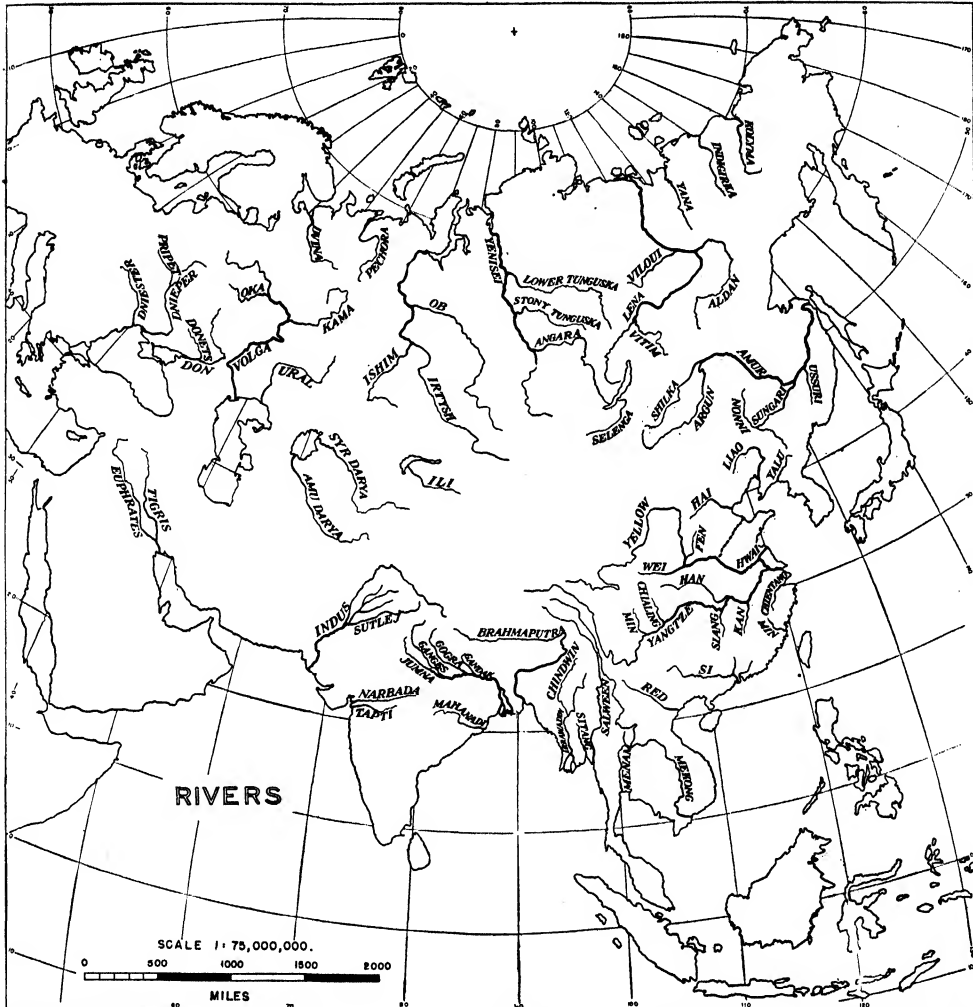 KOLYMA
INDIGIRKA
YANA
DVINA
PECHORA
YENISEI
VILOUI
ALDAN
LENA
VITIM
LOWER TUNGUSKA
STONY TUNGUSKA
ANGARA
OB
PRIPET
DNIESTER
DNIEPER
DONETS
OKA
KAMA
DON
VOLGA
URAL
ISHIM
IRTYSH
SELENGA
SHILKA
ARGUN
AMUR
NONNI
SUNGARI
USSURI
LIAO
YALU
SYR DARYA
AMU DARYA
ILI
EUPHRATES
TIGRIS
YELLOW
HAI
FEN
WEI
HWAI
HAN
CHIALING
MIN
YANGTZE
SIANG
KAN
CHIENTANG
MIN
SI
RED
INDUS
SUTLEJ
BRAHMAPUTRA
GANGES
GOGRA
GANDAK
JUMNA
NARBADA
TAPTI
MAHANADI
CHINDWIN
IRRAWADDY
SITANG
SALWEEN
MENAM
MEKONG
RIVERS
SCALE 1: 75,000,000.
0 500 1000 1500 2000
MILES